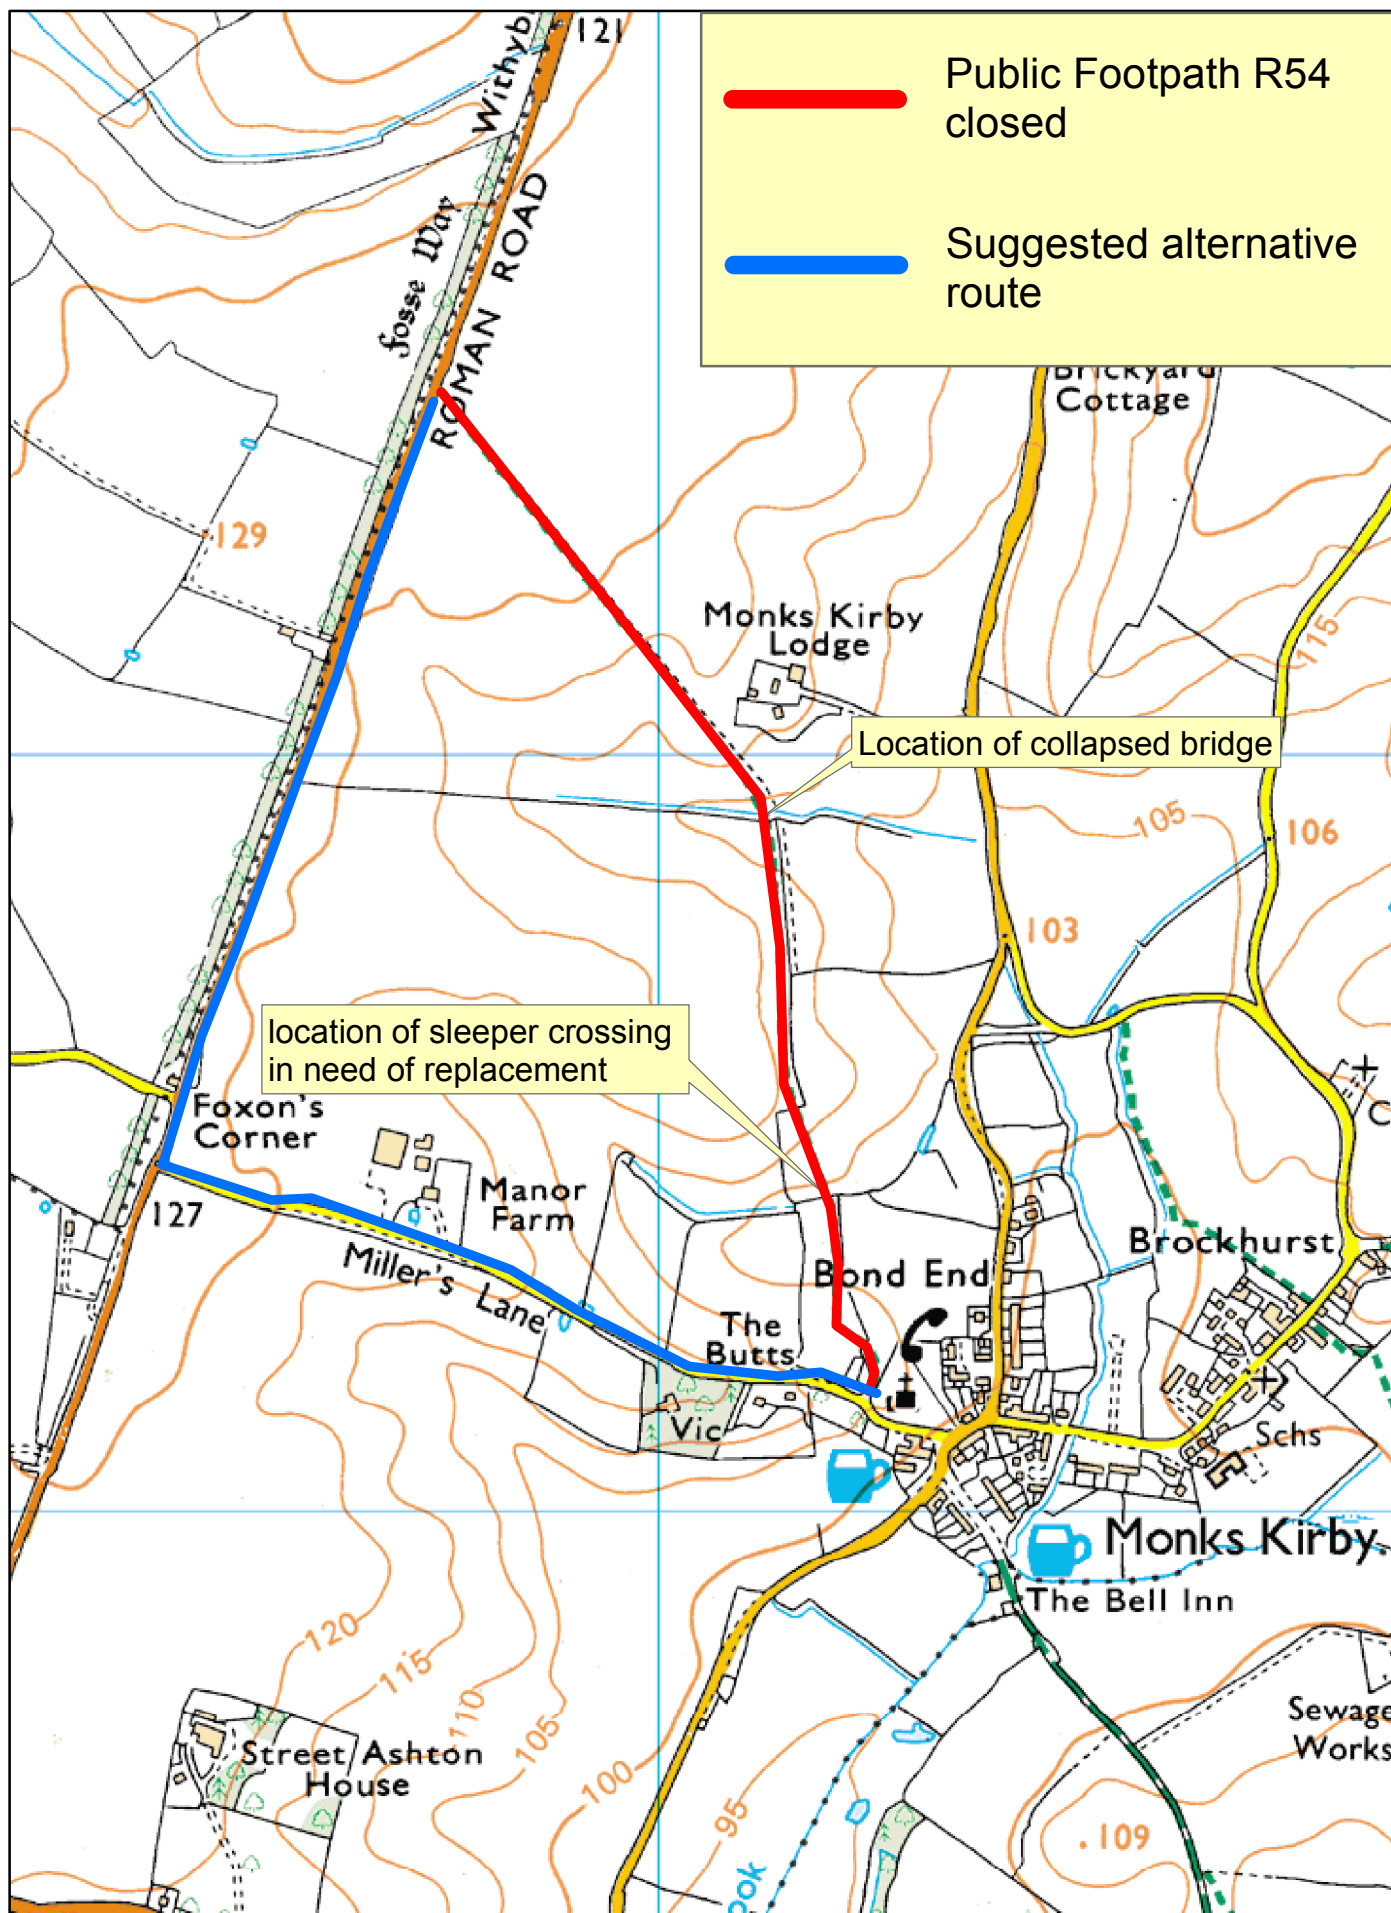 121
Public Footpath R54
closed
Suggested alternative
route
Fosse Way
ROMAN ROAD
Brickyard
Cottage
129
Monks Kirby
Lodge
115
Location of collapsed bridge
105
106
103
location of sleeper crossing
in need of replacement
Foxon's
Corner
C
Manor
Farm
127
Miller's Lane
Brockhurst
Bond End
The
Butts
Vic
Schs
Monks Kirby
The Bell Inn
120
115
110
105
100
95
Sewage
Works
Street Ashton
House
.109